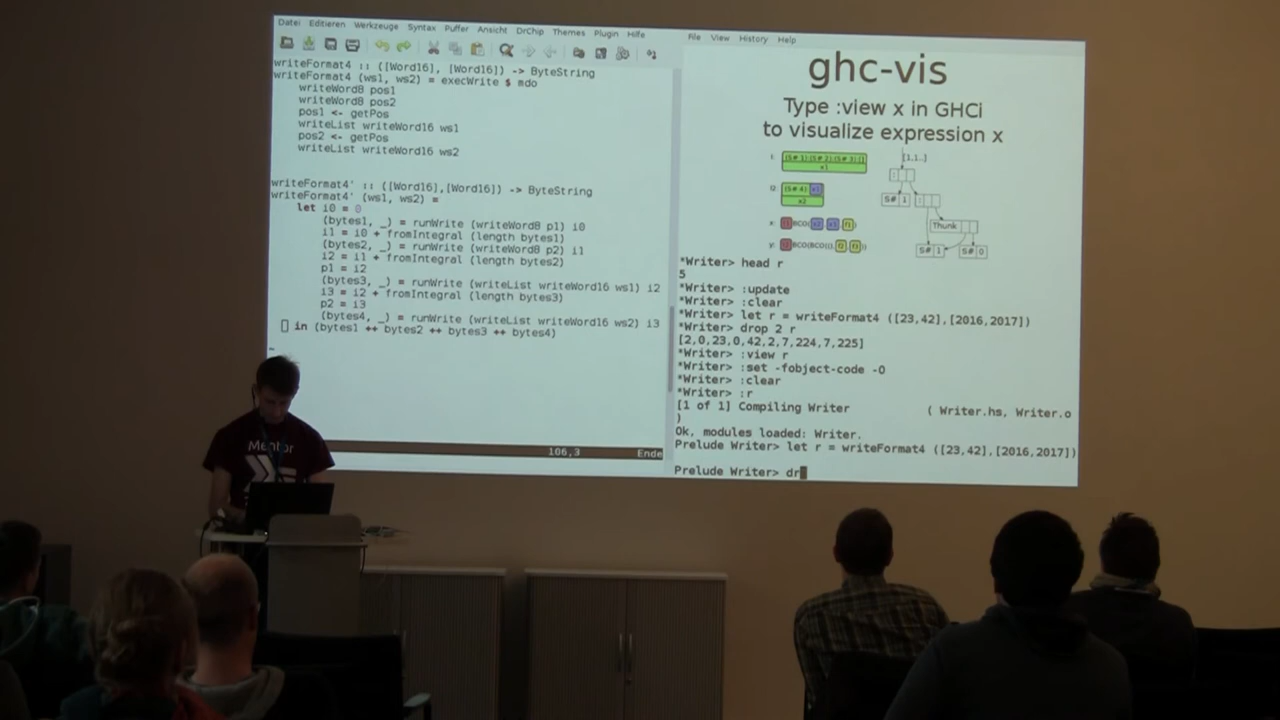 Datei Editieren Werkzeuge Syntax Puffer Ansicht DrChip Themes Plugin Hilfe
writeFormat4 :: ([Word16], [Word16]) -> ByteString
writeFormat4 (ws1, ws2) = execWrite $ mdo
writeWord8 pos1
writeWord8 pos2
pos1 <- getPos
writeList writeWord16 ws1
pos2 <- getPos
writeList writeWord16 ws2
writeFormat4' :: ([Word16],[Word16]) -> ByteString
writeFormat4' (ws1, ws2) =
let i0 = 0
(bytes1, _) = runWrite (writeWord8 p1) i0
i1 = i0 + fromIntegral (length bytes1)
(bytes2, _) = runWrite (writeWord8 p2) i1
i2 = i1 + fromIntegral (length bytes2)
p1 = i2
(bytes3, _) = runWrite (writeList writeWord16 ws1) i2
i3 = i2 + fromIntegral (length bytes3)
p2 = i3
(bytes4, _) = runWrite (writeList writeWord16 ws2) i3
in (bytes1 ++ bytes2 ++ bytes3 ++ bytes4)
~
106,3 Ende
File View History Help
ghc-vis
Type :view x in GHCi
to visualize expression x
x1
x2
[1,1..]
S# 1
Thunk
S# 1
S# 0
*Writer> head r
5
*Writer> :update
*Writer> :clear
*Writer> let r = writeFormat4 ([23,42],[2016,2017])
*Writer> drop 2 r
[2,0,23,0,42,2,7,224,7,225]
*Writer> :view r
*Writer> :set -fobject-code -O
*Writer> :clear
*Writer> :r
[1 of 1] Compiling Writer ( Writer.hs, Writer.o
)
Ok, modules loaded: Writer.
Prelude Writer> let r = writeFormat4 ([23,42],[2016,2017])
Prelude Writer> dr
Mentor